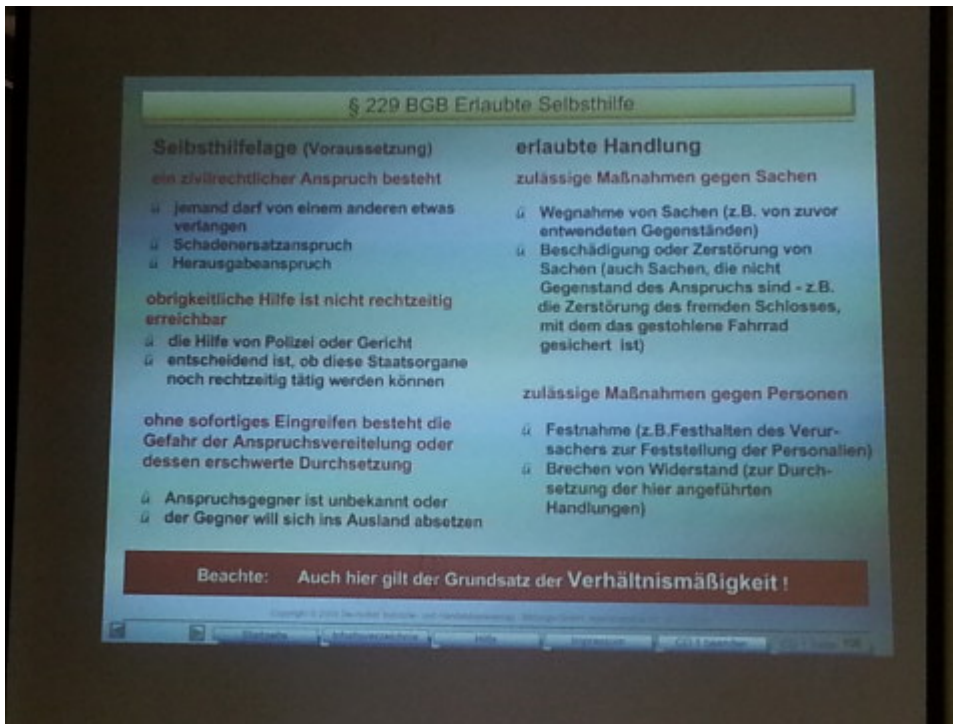 § 229 BGB Erlaubte Selbsthilfe
Selbsthilfelage (Voraussetzung)
ein zivilrechtlicher Anspruch besteht
ü jemand darf von einem anderen etwas
verlangen
ü Schadenersatzanspruch
ü Herausgabeanspruch
obrigkeitliche Hilfe ist nicht rechtzeitig
erreichbar
ü die Hilfe von Polizei oder Gericht
ü entscheidend ist, ob diese Staatsorgane
noch rechtzeitig tätig werden können
ohne sofortiges Eingreifen besteht die
Gefahr der Anspruchsvereitelung oder
dessen erschwerte Durchsetzung
ü Anspruchsgegner ist unbekannt oder
ü der Gegner will sich ins Ausland absetzen
erlaubte Handlung
zulässige Maßnahmen gegen Sachen
ü Wegnahme von Sachen (z.B. von zuvor
entwendeten Gegenständen)
ü Beschädigung oder Zerstörung von
Sachen (auch Sachen, die nicht
Gegenstand des Anspruchs sind - z.B.
die Zerstörung des fremden Schlosses,
mit dem das gestohlene Fahrrad
gesichert ist)
zulässige Maßnahmen gegen Personen
ü Festnahme (z.B.Festhalten des Verur-
sachers zur Feststellung der Personalien)
ü Brechen von Widerstand (zur Durch-
setzung der hier angeführten
Handlungen)
Beachte: Auch hier gilt der Grundsatz der Verhältnismäßigkeit !
Startseite Inhaltsverzeichnis Hilfe Impressum